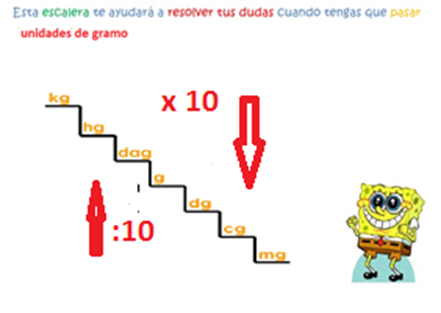 Esta escalera te ayudará a resolver tus dudas cuando tengas que pasar
unidades de gramo
x 10
kg
hg
dag
g
:10
dg
cg
mg